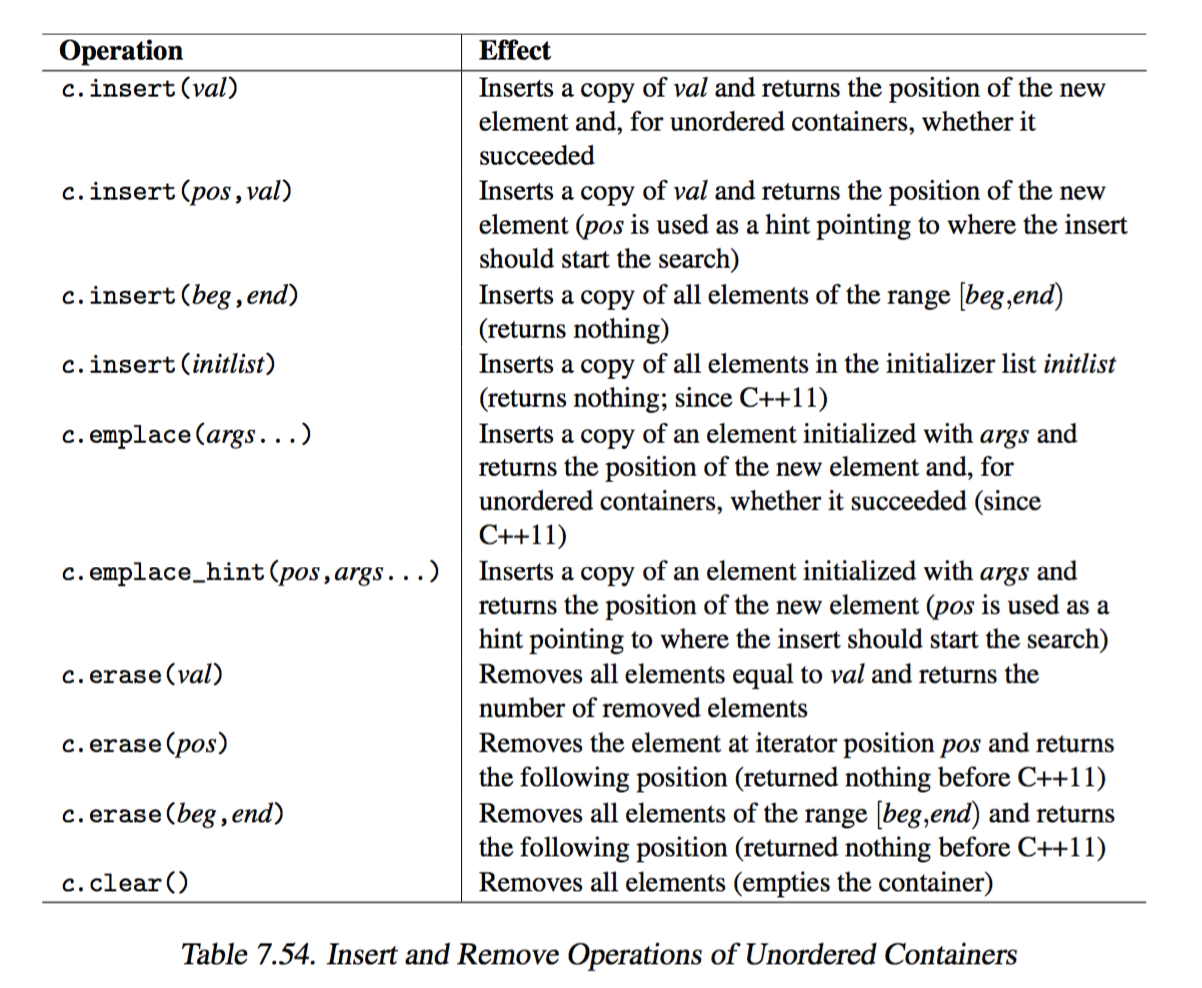 Operation Effect
c.insert(val) Inserts a copy of val and returns the position of the new
element and, for unordered containers, whether it
succeeded
c.insert(pos,val) Inserts a copy of val and returns the position of the new
element (pos is used as a hint pointing to where the insert
should start the search)
c.insert(beg,end) Inserts a copy of all elements of the range [beg,end)
(returns nothing)
c.insert(initlist) Inserts a copy of all elements in the initializer list initlist
(returns nothing; since C++11)
c.emplace(args...) Inserts a copy of an element initialized with args and
returns the position of the new element and, for
unordered containers, whether it succeeded (since
C++11)
c.emplace_hint(pos,args...) Inserts a copy of an element initialized with args and
returns the position of the new element (pos is used as a
hint pointing to where the insert should start the search)
c.erase(val) Removes all elements equal to val and returns the
number of removed elements
c.erase(pos) Removes the element at iterator position pos and returns
the following position (returned nothing before C++11)
c.erase(beg,end) Removes all elements of the range [beg,end) and returns
the following position (returned nothing before C++11)
c.clear() Removes all elements (empties the container)
Table 7.54. Insert and Remove Operations of Unordered Containers